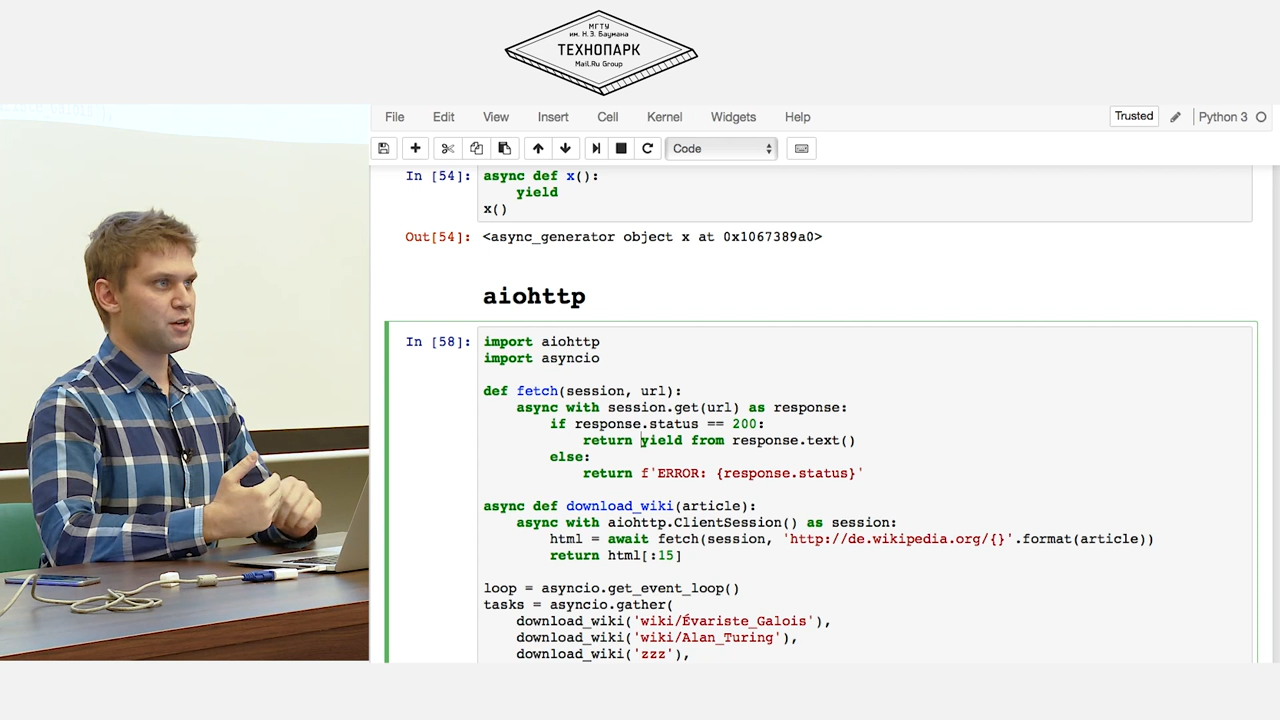 МГТУ
им. Н.Э. Баумана
ТЕХНОПАРК
Mail.Ru Group
File Edit View Insert Cell Kernel Widgets Help Trusted Python 3
Code
In [54]: async def x():
yield
x()
Out[54]: <async_generator object x at 0x1067389a0>
aiohttp
In [58]: import aiohttp
import asyncio
def fetch(session, url):
async with session.get(url) as response:
if response.status == 200:
return yield from response.text()
else:
return f'ERROR: {response.status}'
async def download_wiki(article):
async with aiohttp.ClientSession() as session:
html = await fetch(session, 'http://de.wikipedia.org/{}'.format(article))
return html[:15]
loop = asyncio.get_event_loop()
tasks = asyncio.gather(
download_wiki('wiki/Évariste_Galois'),
download_wiki('wiki/Alan_Turing'),
download_wiki('zzz'),